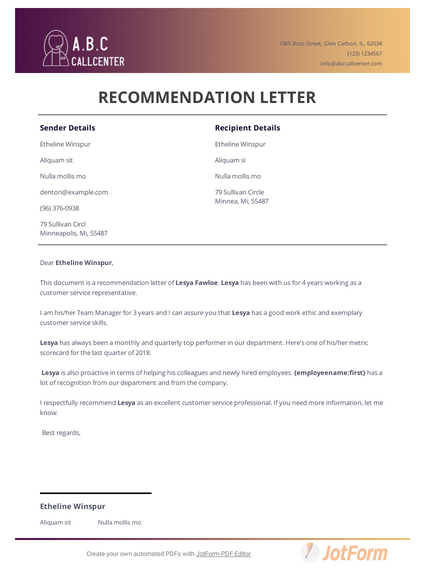 A.B.C
CALLCENTER
1965 Ross Street, Glen Carbon, IL, 62034
(123) 1234567
info@abccallcenter.com
RECOMMENDATION LETTER
Sender Details
Etheline Winspur
Aliquam sit
Nulla mollis mo
denton@example.com
(96) 376-0938
79 Sullivan Circl
Minneapolis, Mi, 55487
Recipient Details
Etheline Winspur
Aliquam si
Nulla mollis mo
79 Sullivan Circle
Minnea, Mi, 55487
Dear Etheline Winspur,
This document is a recommendation letter of Lesya Fawloe. Lesya has been with us for 4 years working as a
customer service representative.
I am his/her Team Manager for 3 years and I can assure you that Lesya has a good work ethic and exemplary
customer service skills.
Lesya has always been a monthly and quarterly top performer in our department. Here's one of his/her metric
scorecard for the last quarter of 2018:
Lesya is also proactive in terms of helping his colleagues and newly hired employees. {employeename:first} has a
lot of recognition from our department and from the company.
I respectfully recommend Lesya as an excellent customer service professional. If you need more information, let me
know.
Best regards,
Etheline Winspur
Aliquam sit Nulla mollis mo
Create your own automated PDFs with JotForm PDF Editor
JotForm